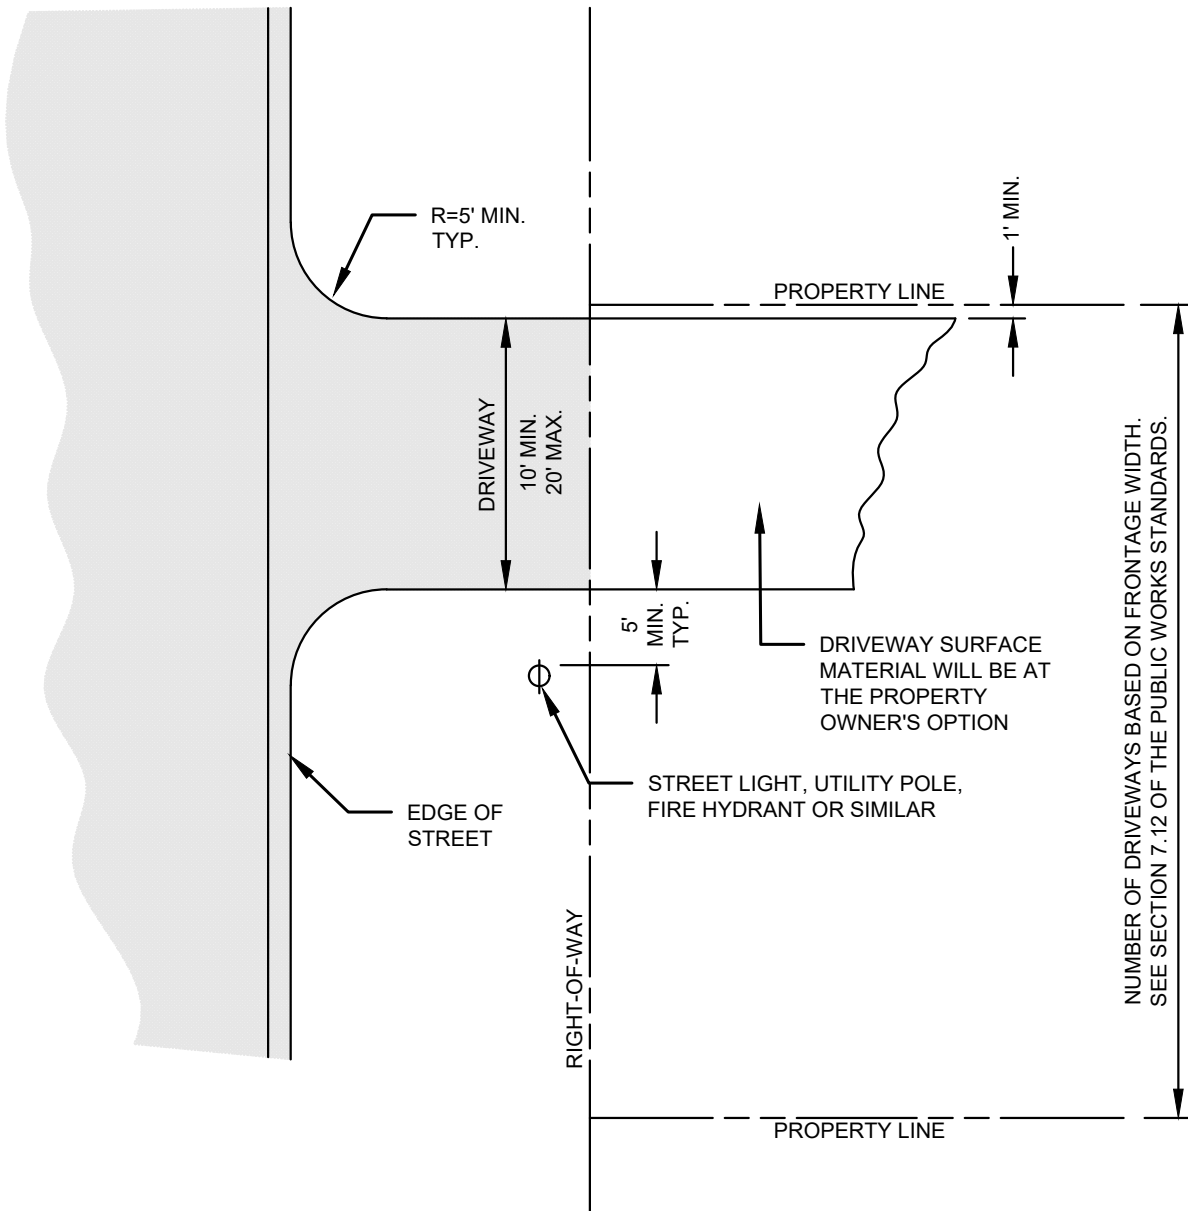 R=5' MIN.
TYP.
1' MIN.
PROPERTY LINE
DRIVEWAY
10' MIN.
20' MAX.
5'
MIN.
TYP.
DRIVEWAY SURFACE
MATERIAL WILL BE AT
THE PROPERTY
OWNER'S OPTION
STREET LIGHT, UTILITY POLE,
FIRE HYDRANT OR SIMILAR
EDGE OF
STREET
NUMBER OF DRIVEWAYS BASED ON FRONTAGE WIDTH.
SEE SECTION 7.12 OF THE PUBLIC WORKS STANDARDS.
RIGHT-OF-WAY
PROPERTY LINE